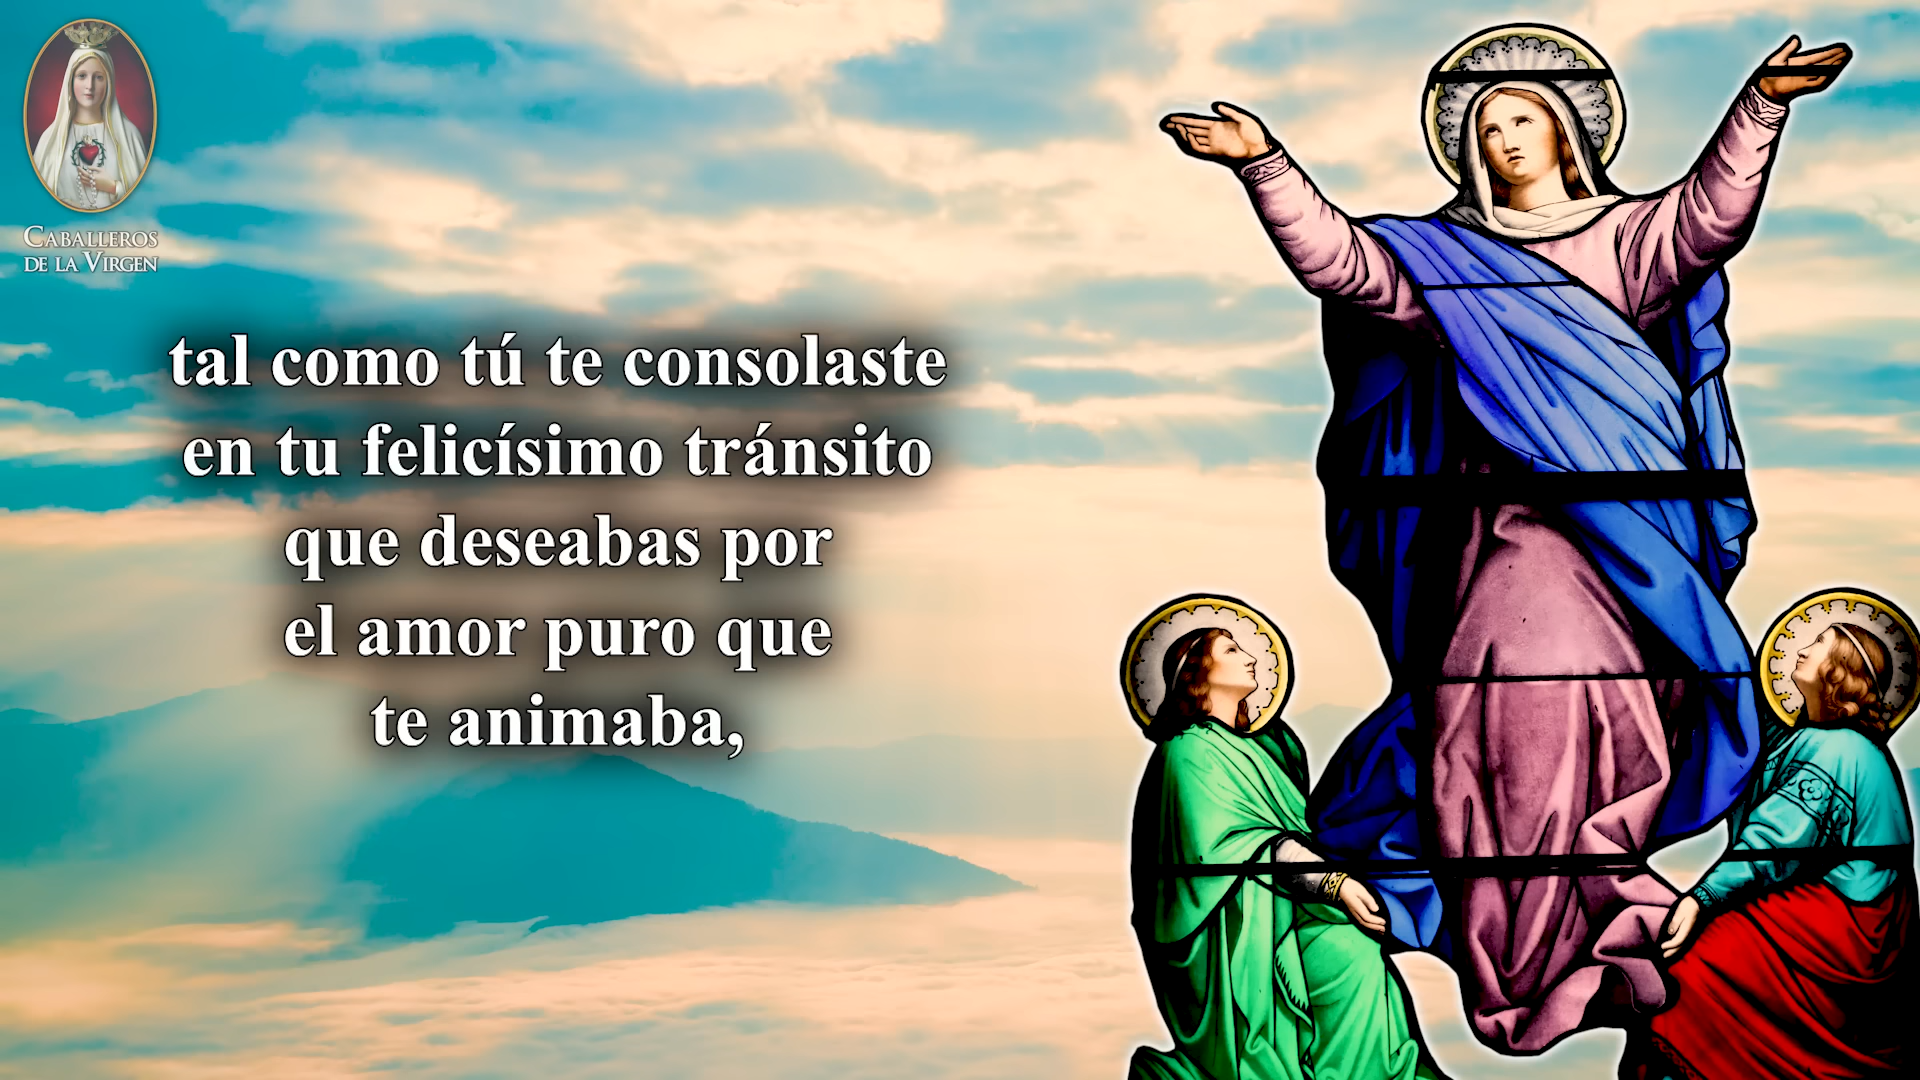 CABALLEROS
DE LA VIRGEN
tal como tú te consolaste
en tu felicísimo tránsito
que deseabas por
el amor puro que
te animaba,